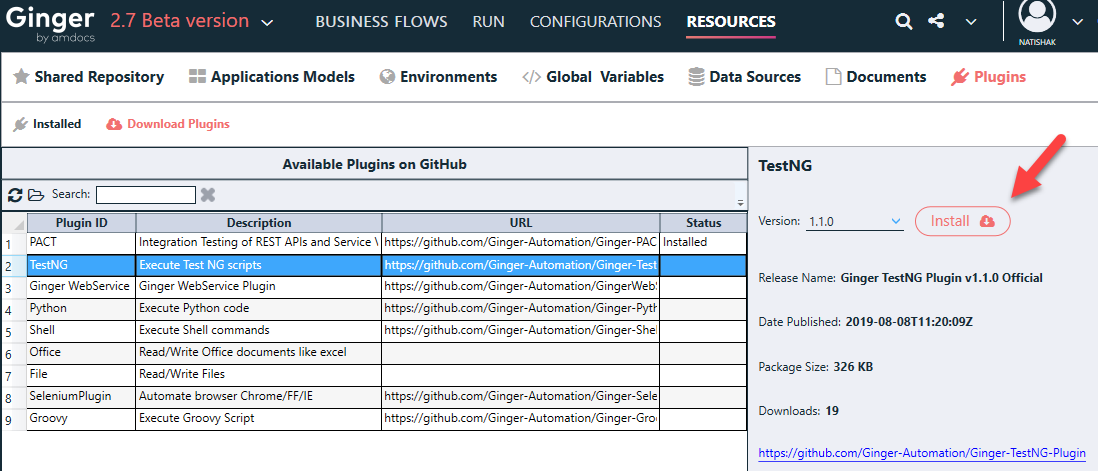 Ginger 2.7 Beta version BUSINESS FLOWS RUN CONFIGURATIONS RESOURCES
by amdocs NATISHAK
Shared Repository Applications Models Environments Global Variables Data Sources Documents Plugins
Installed Download Plugins
Available Plugins on GitHub
Search:
Plugin ID Description URL Status
1 PACT Integration Testing of REST APIs and Service https://github.com/Ginger-Automation/Ginger-PAC Installed
2 TestNG Execute Test NG scripts https://github.com/Ginger-Automation/Ginger-Test
3 Ginger WebService Ginger WebService Plugin https://github.com/Ginger-Automation/GingerWebS
4 Python Execute Python code https://github.com/Ginger-Automation/Ginger-Pyth
5 Shell Execute Shell commands https://github.com/Ginger-Automation/Ginger-Shel
6 Office Read/Write Office documents like excel
7 File Read/Write Files
8 SeleniumPlugin Automate browser Chrome/FF/IE https://github.com/Ginger-Automation/Ginger-Sele
9 Groovy Execute Groovy Script https://github.com/Ginger-Automation/Ginger-Groo
TestNG
Version: 1.1.0 Install
Release Name: Ginger TestNG Plugin v1.1.0 Official
Date Published: 2019-08-08T11:20:09Z
Package Size: 326 KB
Downloads: 19
https://github.com/Ginger-Automation/Ginger-TestNG-Plugin